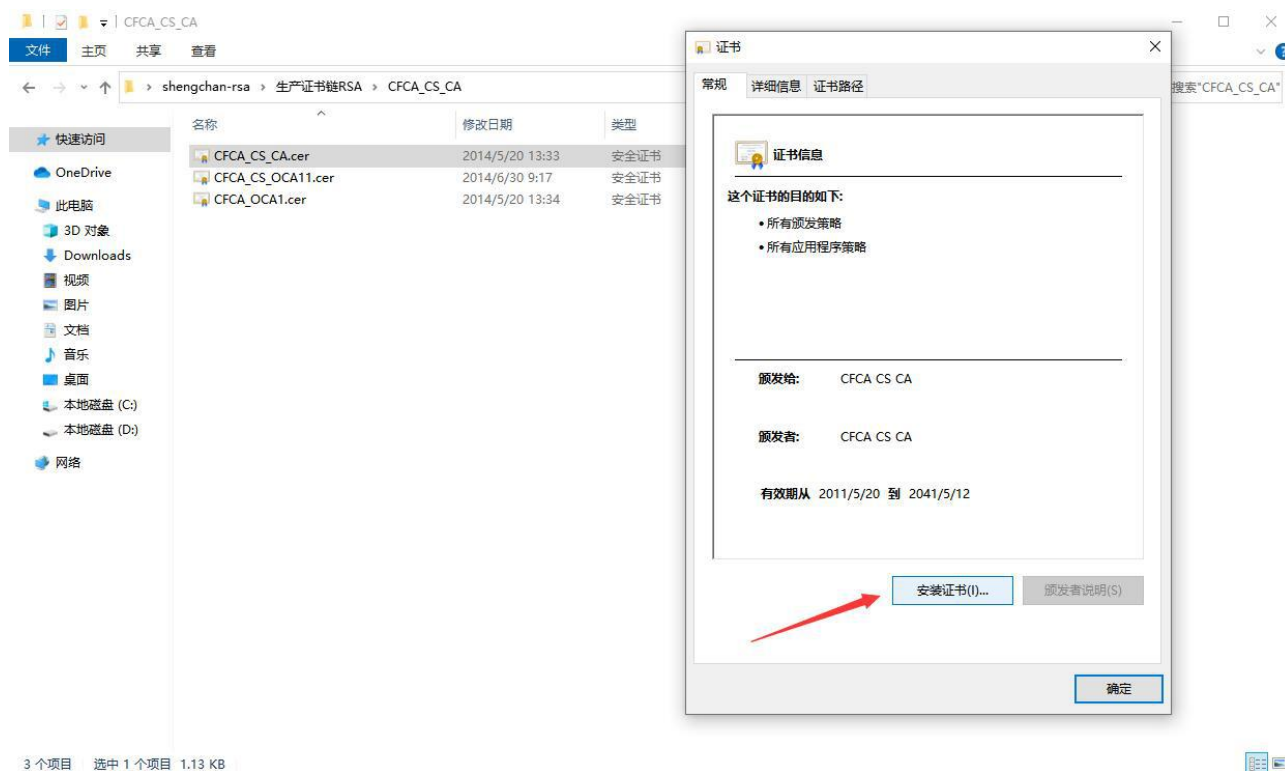 CFCA_CS_CA
文件 主页 共享 查看
shengchan-rsa › 生产证书链RSA › CFCA_CS_CA
搜索"CFCA_CS_CA"
名称 修改日期 类型
CFCA_CS_CA.cer 2014/5/20 13:33 安全证书
CFCA_CS_OCA11.cer 2014/6/30 9:17 安全证书
CFCA_OCA1.cer 2014/5/20 13:34 安全证书
快速访问
OneDrive
此电脑
3D 对象
Downloads
视频
图片
文档
音乐
桌面
本地磁盘 (C:)
本地磁盘 (D:)
网络
证书
常规 详细信息 证书路径
证书信息
这个证书的目的如下:
•所有颁发策略
•所有应用程序策略
颁发给: CFCA CS CA
颁发者: CFCA CS CA
有效期从 2011/5/20 到 2041/5/12
安装证书(I)... 颁发者说明(S)
确定
3 个项目 选中 1 个项目 1.13 KB